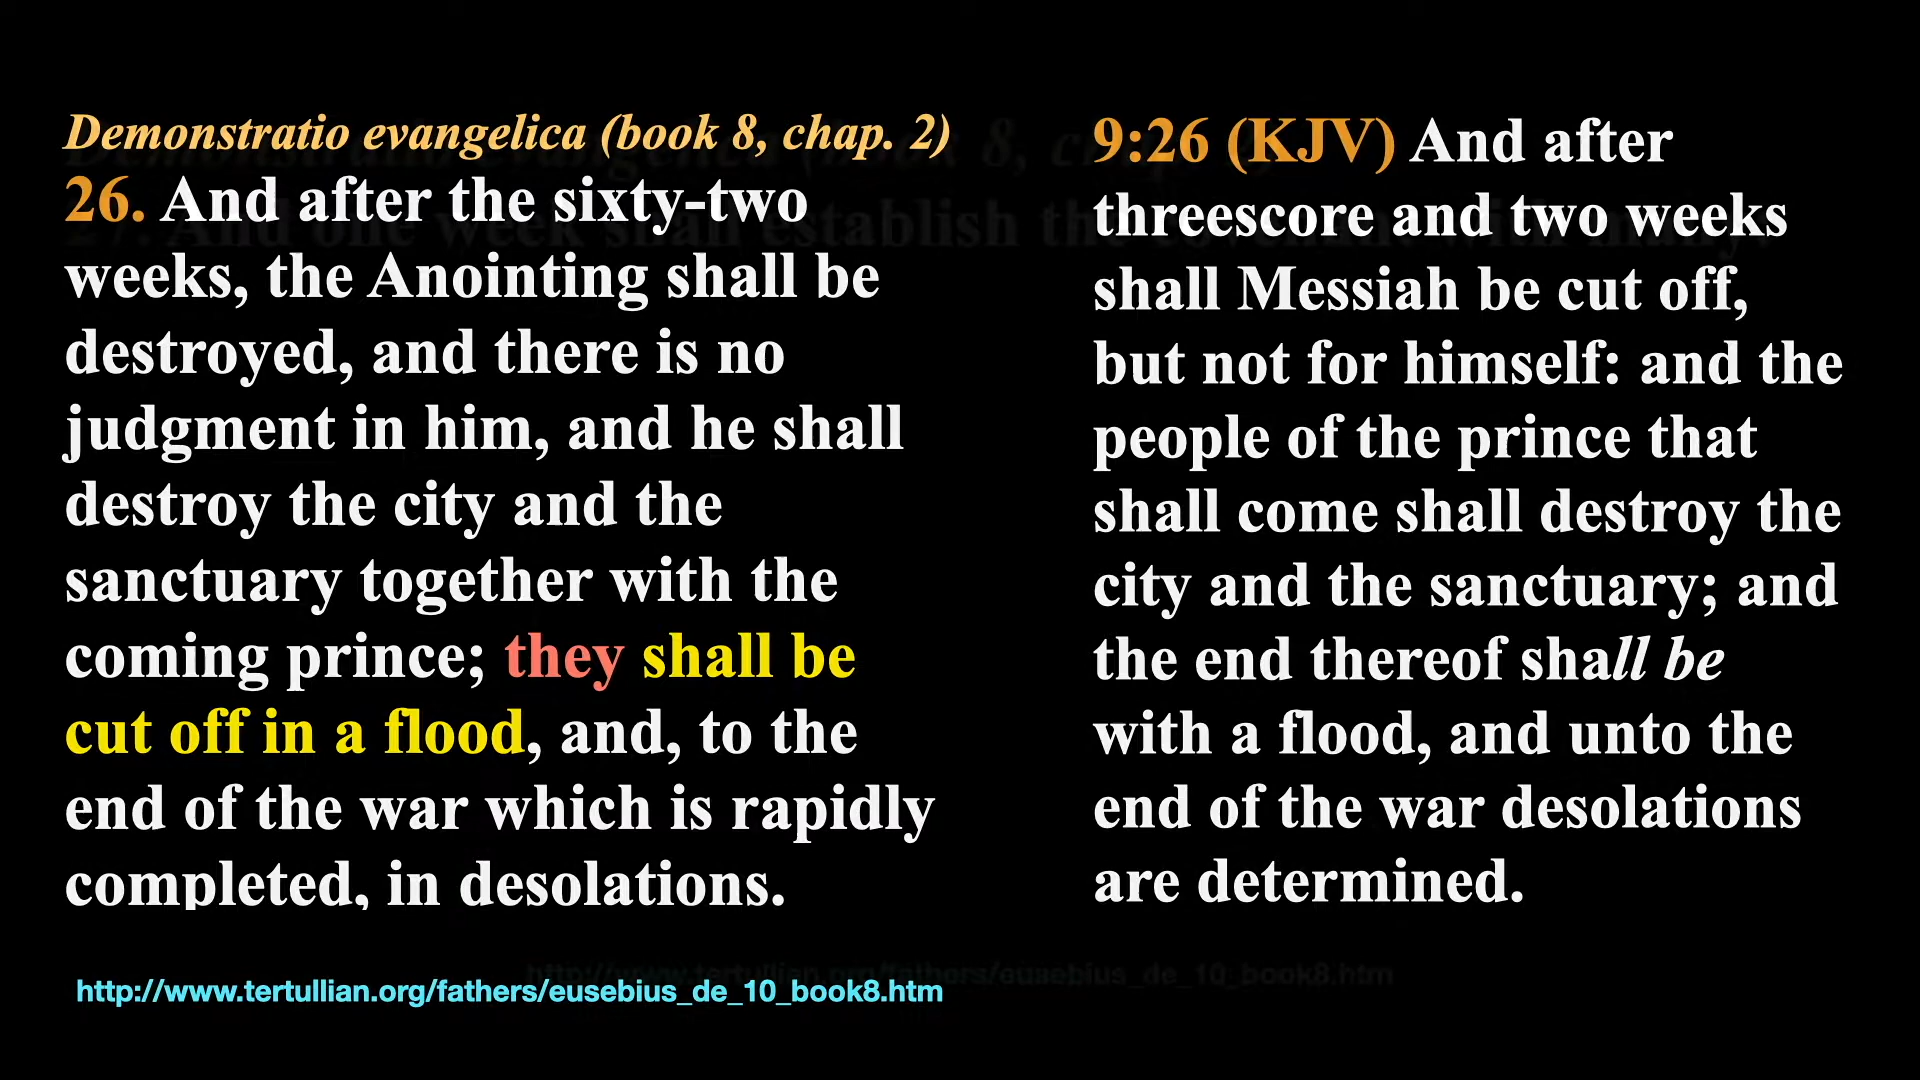 Demonstratio evangelica (book 8, chap. 2)
26. And after the sixty-two
weeks, the Anointing shall be
destroyed, and there is no
judgment in him, and he shall
destroy the city and the
sanctuary together with the
coming prince; they shall be
cut off in a flood, and, to the
end of the war which is rapidly
completed, in desolations.
http://www.tertullian.org/fathers/eusebius_de_10_book8.htm
9:26 (KJV) And after
threescore and two weeks
shall Messiah be cut off,
but not for himself: and the
people of the prince that
shall come shall destroy the
city and the sanctuary; and
the end thereof shall be
with a flood, and unto the
end of the war desolations
are determined.